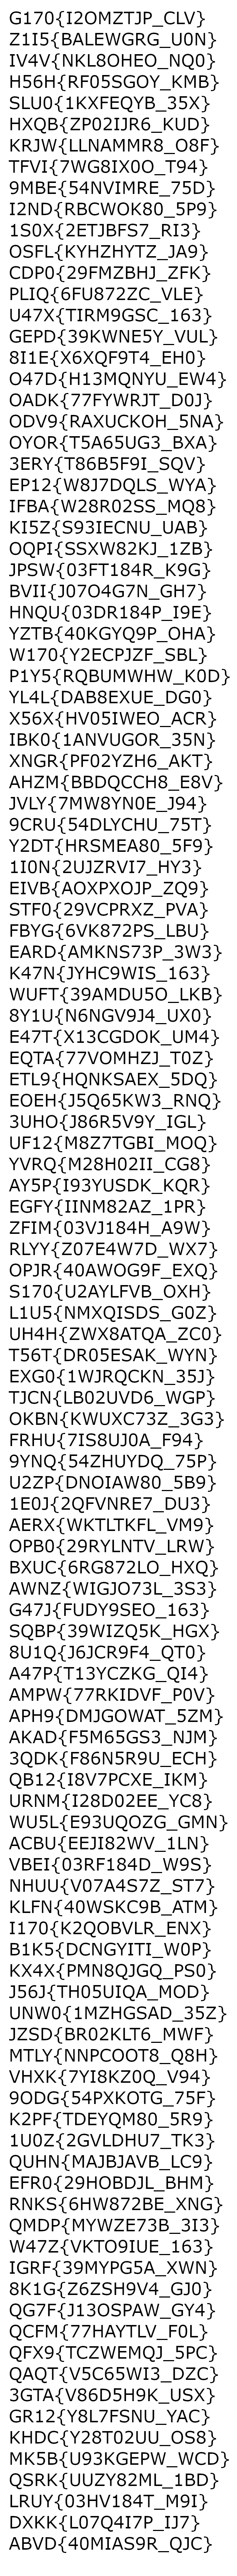 G170{I2OMZTJP_CLV}
Z1I5{BALEWGRG_U0N}
IV4V{NKL8OHEO_NQ0}
H56H{RF05SGOY_KMB}
SLU0{1KXFEQYB_35X}
HXQB{ZP02IJR6_KUD}
KRJW{LLNAMMR8_O8F}
TFVI{7WG8IX0O_T94}
9MBE{54NVIMRE_75D}
I2ND{RBCWOK80_5P9}
1S0X{2ETJBFS7_RI3}
OSFL{KYHZHYTZ_JA9}
CDP0{29FMZBHJ_ZFK}
PLIQ{6FU872ZC_VLE}
U47X{TIRM9GSC_163}
GEPD{39KWNE5Y_VUL}
8I1E{X6XQF9T4_EH0}
O47D{H13MQNYU_EW4}
OADK{77FYWRJT_D0J}
ODV9{RAXUCKOH_5NA}
OYOR{T5A65UG3_BXA}
3ERY{T86B5F9I_SQV}
EP12{W8J7DQLS_WYA}
IFBA{W28R02SS_MQ8}
KI5Z{S93IECNU_UAB}
OQPI{SSXW82KJ_1ZB}
JPSW{03FT184R_K9G}
BVII{J07O4G7N_GH7}
HNQU{03DR184P_I9E}
YZTB{40KGYQ9P_OHA}
W170{Y2ECPJZF_SBL}
P1Y5{RQBUMWHW_K0D}
YL4L{DAB8EXUE_DG0}
X56X{HV05IWEO_ACR}
IBK0{1ANVUGOR_35N}
XNGR{PF02YZH6_AKT}
AHZM{BBDQCCH8_E8V}
JVLY{7MW8YN0E_J94}
9CRU{54DLYCHU_75T}
Y2DT{HRSMEA80_5F9}
1I0N{2UJZRVI7_HY3}
EIVB{AOXPXOJP_ZQ9}
STF0{29VCPRXZ_PVA}
FBYG{6VK872PS_LBU}
EARD{AMKNS73P_3W3}
K47N{JYHC9WIS_163}
WUFT{39AMDU5O_LKB}
8Y1U{N6NGV9J4_UX0}
E47T{X13CGDOK_UM4}
EQTA{77VOMHZJ_T0Z}
ETL9{HQNKSAEX_5DQ}
EOEH{J5Q65KW3_RNQ}
3UHO{J86R5V9Y_IGL}
UF12{M8Z7TGBI_MOQ}
YVRQ{M28H02II_CG8}
AY5P{I93YUSDK_KQR}
EGFY{IINM82AZ_1PR}
ZFIM{03VJ184H_A9W}
RLYY{Z07E4W7D_WX7}
OPJR{40AWOG9F_EXQ}
S170{U2AYLFVB_OXH}
L1U5{NMXQISDS_G0Z}
UH4H{ZWX8ATQA_ZC0}
T56T{DR05ESAK_WYN}
EXG0{1WJRQCKN_35J}
TJCN{LB02UVD6_WGP}
OKBN{KWUXC73Z_3G3}
FRHU{7IS8UJ0A_F94}
9YNQ{54ZHUYDQ_75P}
U2ZP{DNOIAW80_5B9}
1E0J{2QFVNRE7_DU3}
AERX{WKTLTKFL_VM9}
OPB0{29RYLNTV_LRW}
BXUC{6RG872LO_HXQ}
AWNZ{WIGJO73L_3S3}
G47J{FUDY9SEO_163}
SQBP{39WIZQ5K_HGX}
8U1Q{J6JCR9F4_QT0}
A47P{T13YCZKG_QI4}
AMPW{77RKIDVF_P0V}
APH9{DMJGOWAT_5ZM}
AKAD{F5M65GS3_NJM}
3QDK{F86N5R9U_ECH}
QB12{I8V7PCXE_IKM}
URNM{I28D02EE_YC8}
WU5L{E93UQOZG_GMN}
ACBU{EEJI82WV_1LN}
VBEI{03RF184D_W9S}
NHUU{V07A4S7Z_ST7}
KLFN{40WSKC9B_ATM}
I170{K2QOBVLR_ENX}
B1K5{DCNGYITI_W0P}
KX4X{PMN8QJGQ_PS0}
J56J{TH05UIQA_MOD}
UNW0{1MZHGSAD_35Z}
JZSD{BR02KLT6_MWF}
MTLY{NNPCOOT8_Q8H}
VHXK{7YI8KZ0Q_V94}
9ODG{54PXKOTG_75F}
K2PF{TDEYQM80_5R9}
1U0Z{2GVLDHU7_TK3}
QUHN{MAJBJAVB_LC9}
EFR0{29HOBDJL_BHM}
RNKS{6HW872BE_XNG}
QMDP{MYWZE73B_3I3}
W47Z{VKTO9IUE_163}
IGRF{39MYPG5A_XWN}
8K1G{Z6ZSH9V4_GJ0}
QG7F{J13OSPAW_GY4}
QCFM{77HAYTLV_F0L}
QFX9{TCZWEMQJ_5PC}
QAQT{V5C65WI3_DZC}
3GTA{V86D5H9K_USX}
GR12{Y8L7FSNU_YAC}
KHDC{Y28T02UU_OS8}
MK5B{U93KGEPW_WCD}
QSRK{UUZY82ML_1BD}
LRUY{03HV184T_M9I}
DXKK{L07Q4I7P_IJ7}
ABVD{40MIAS9R_QJC}